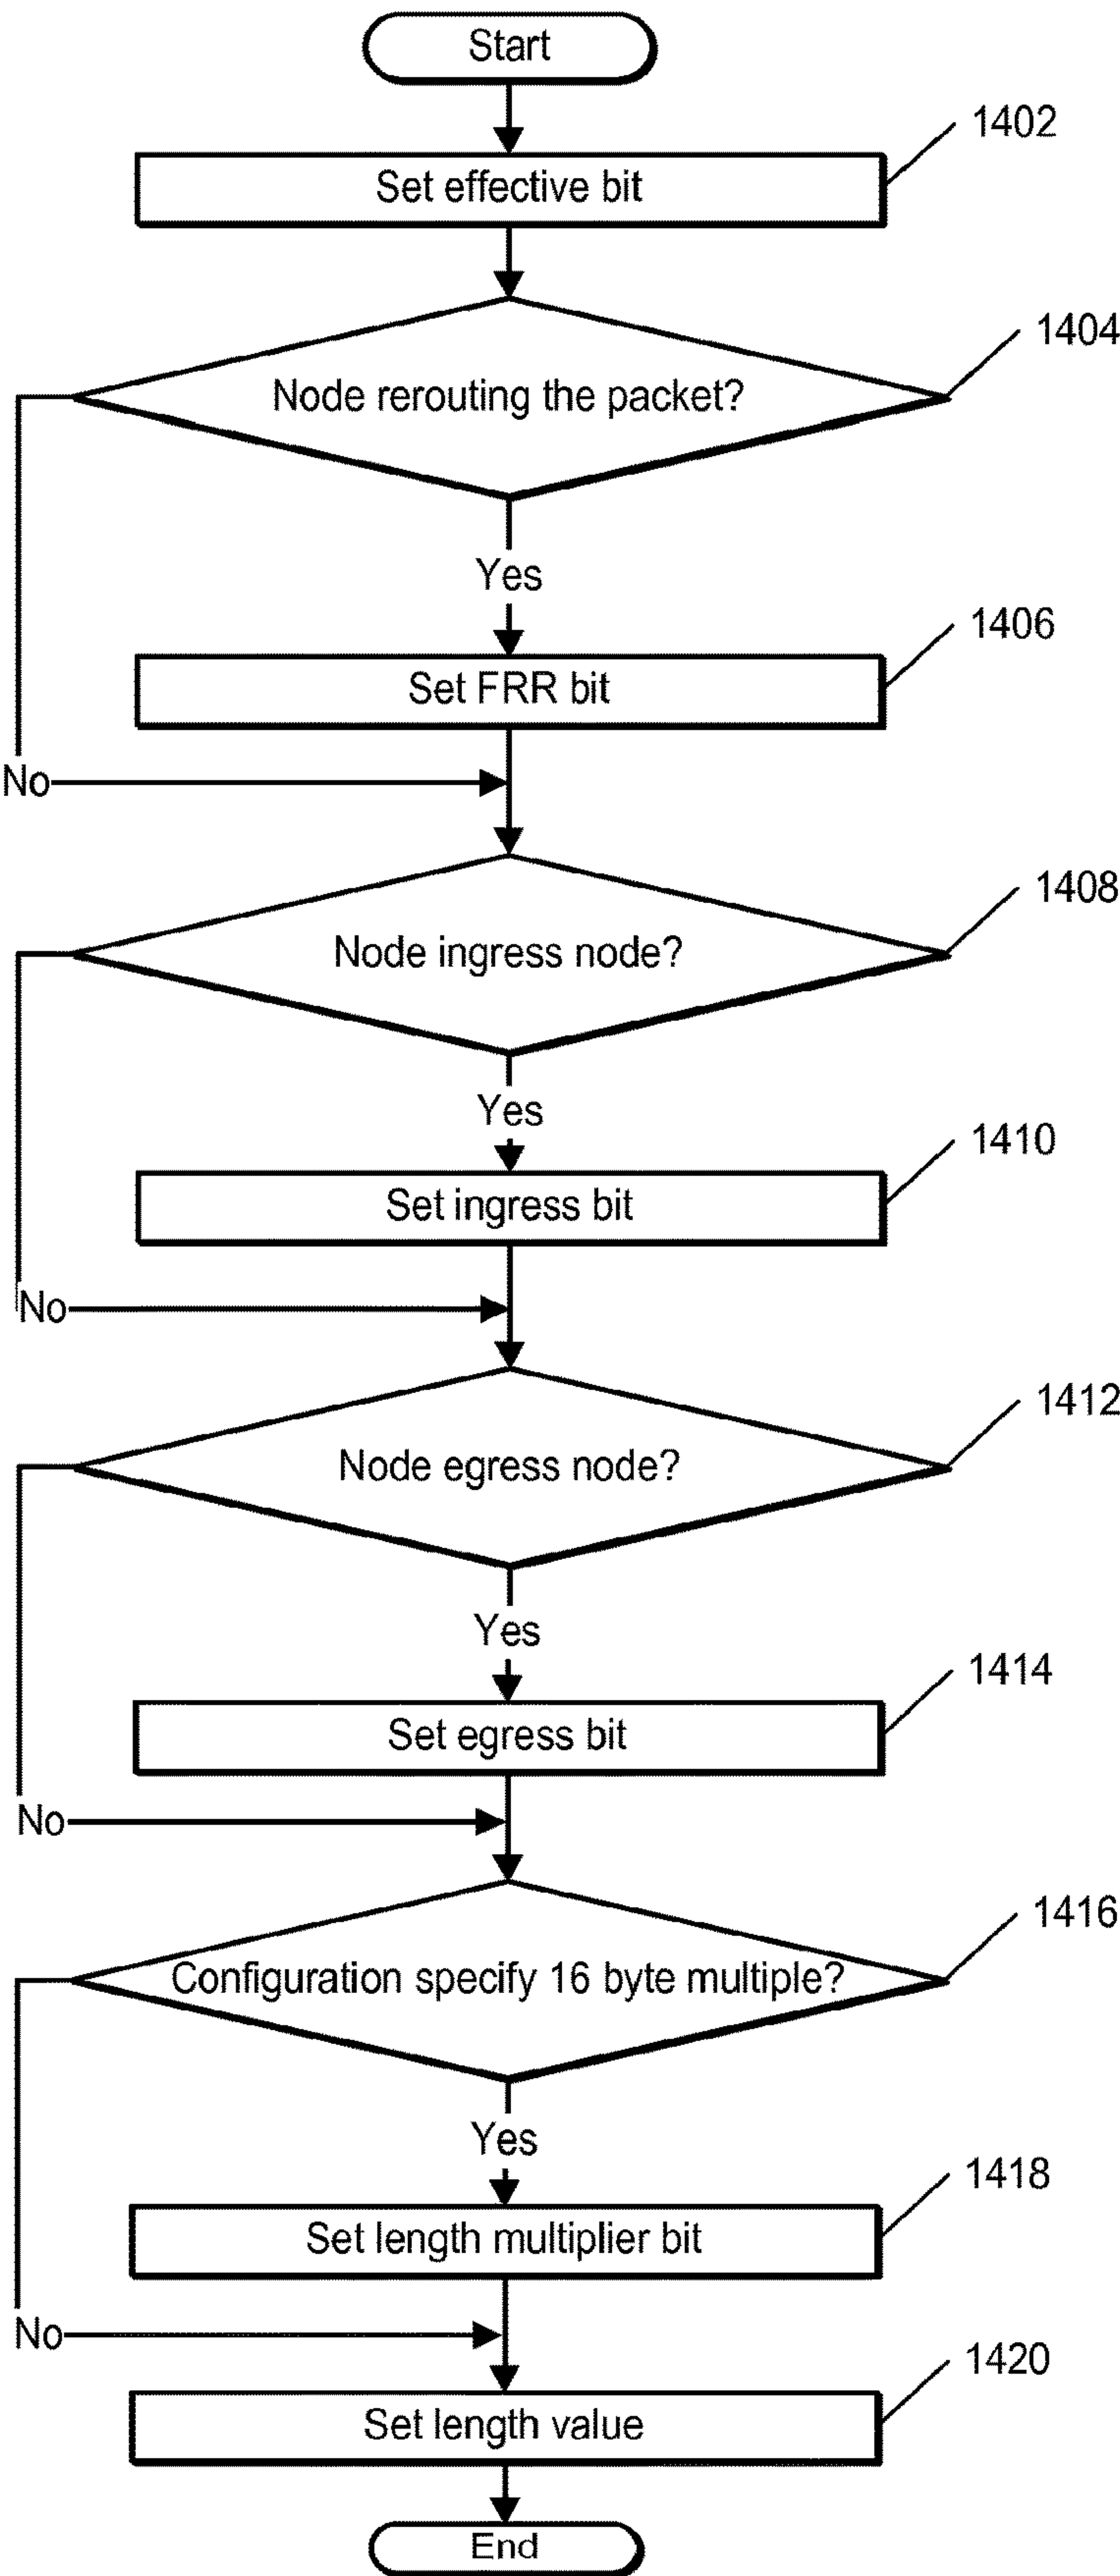 Start
1402
Set effective bit
1404
Node rerouting the packet?
Yes
1406
Set FRR bit
No
1408
Node ingress node?
Yes
1410
Set ingress bit
No
1412
Node egress node?
Yes
1414
Set egress bit
No
1416
Configuration specify 16 byte multiple?
Yes
1418
Set length multiplier bit
No
1420
Set length value
End